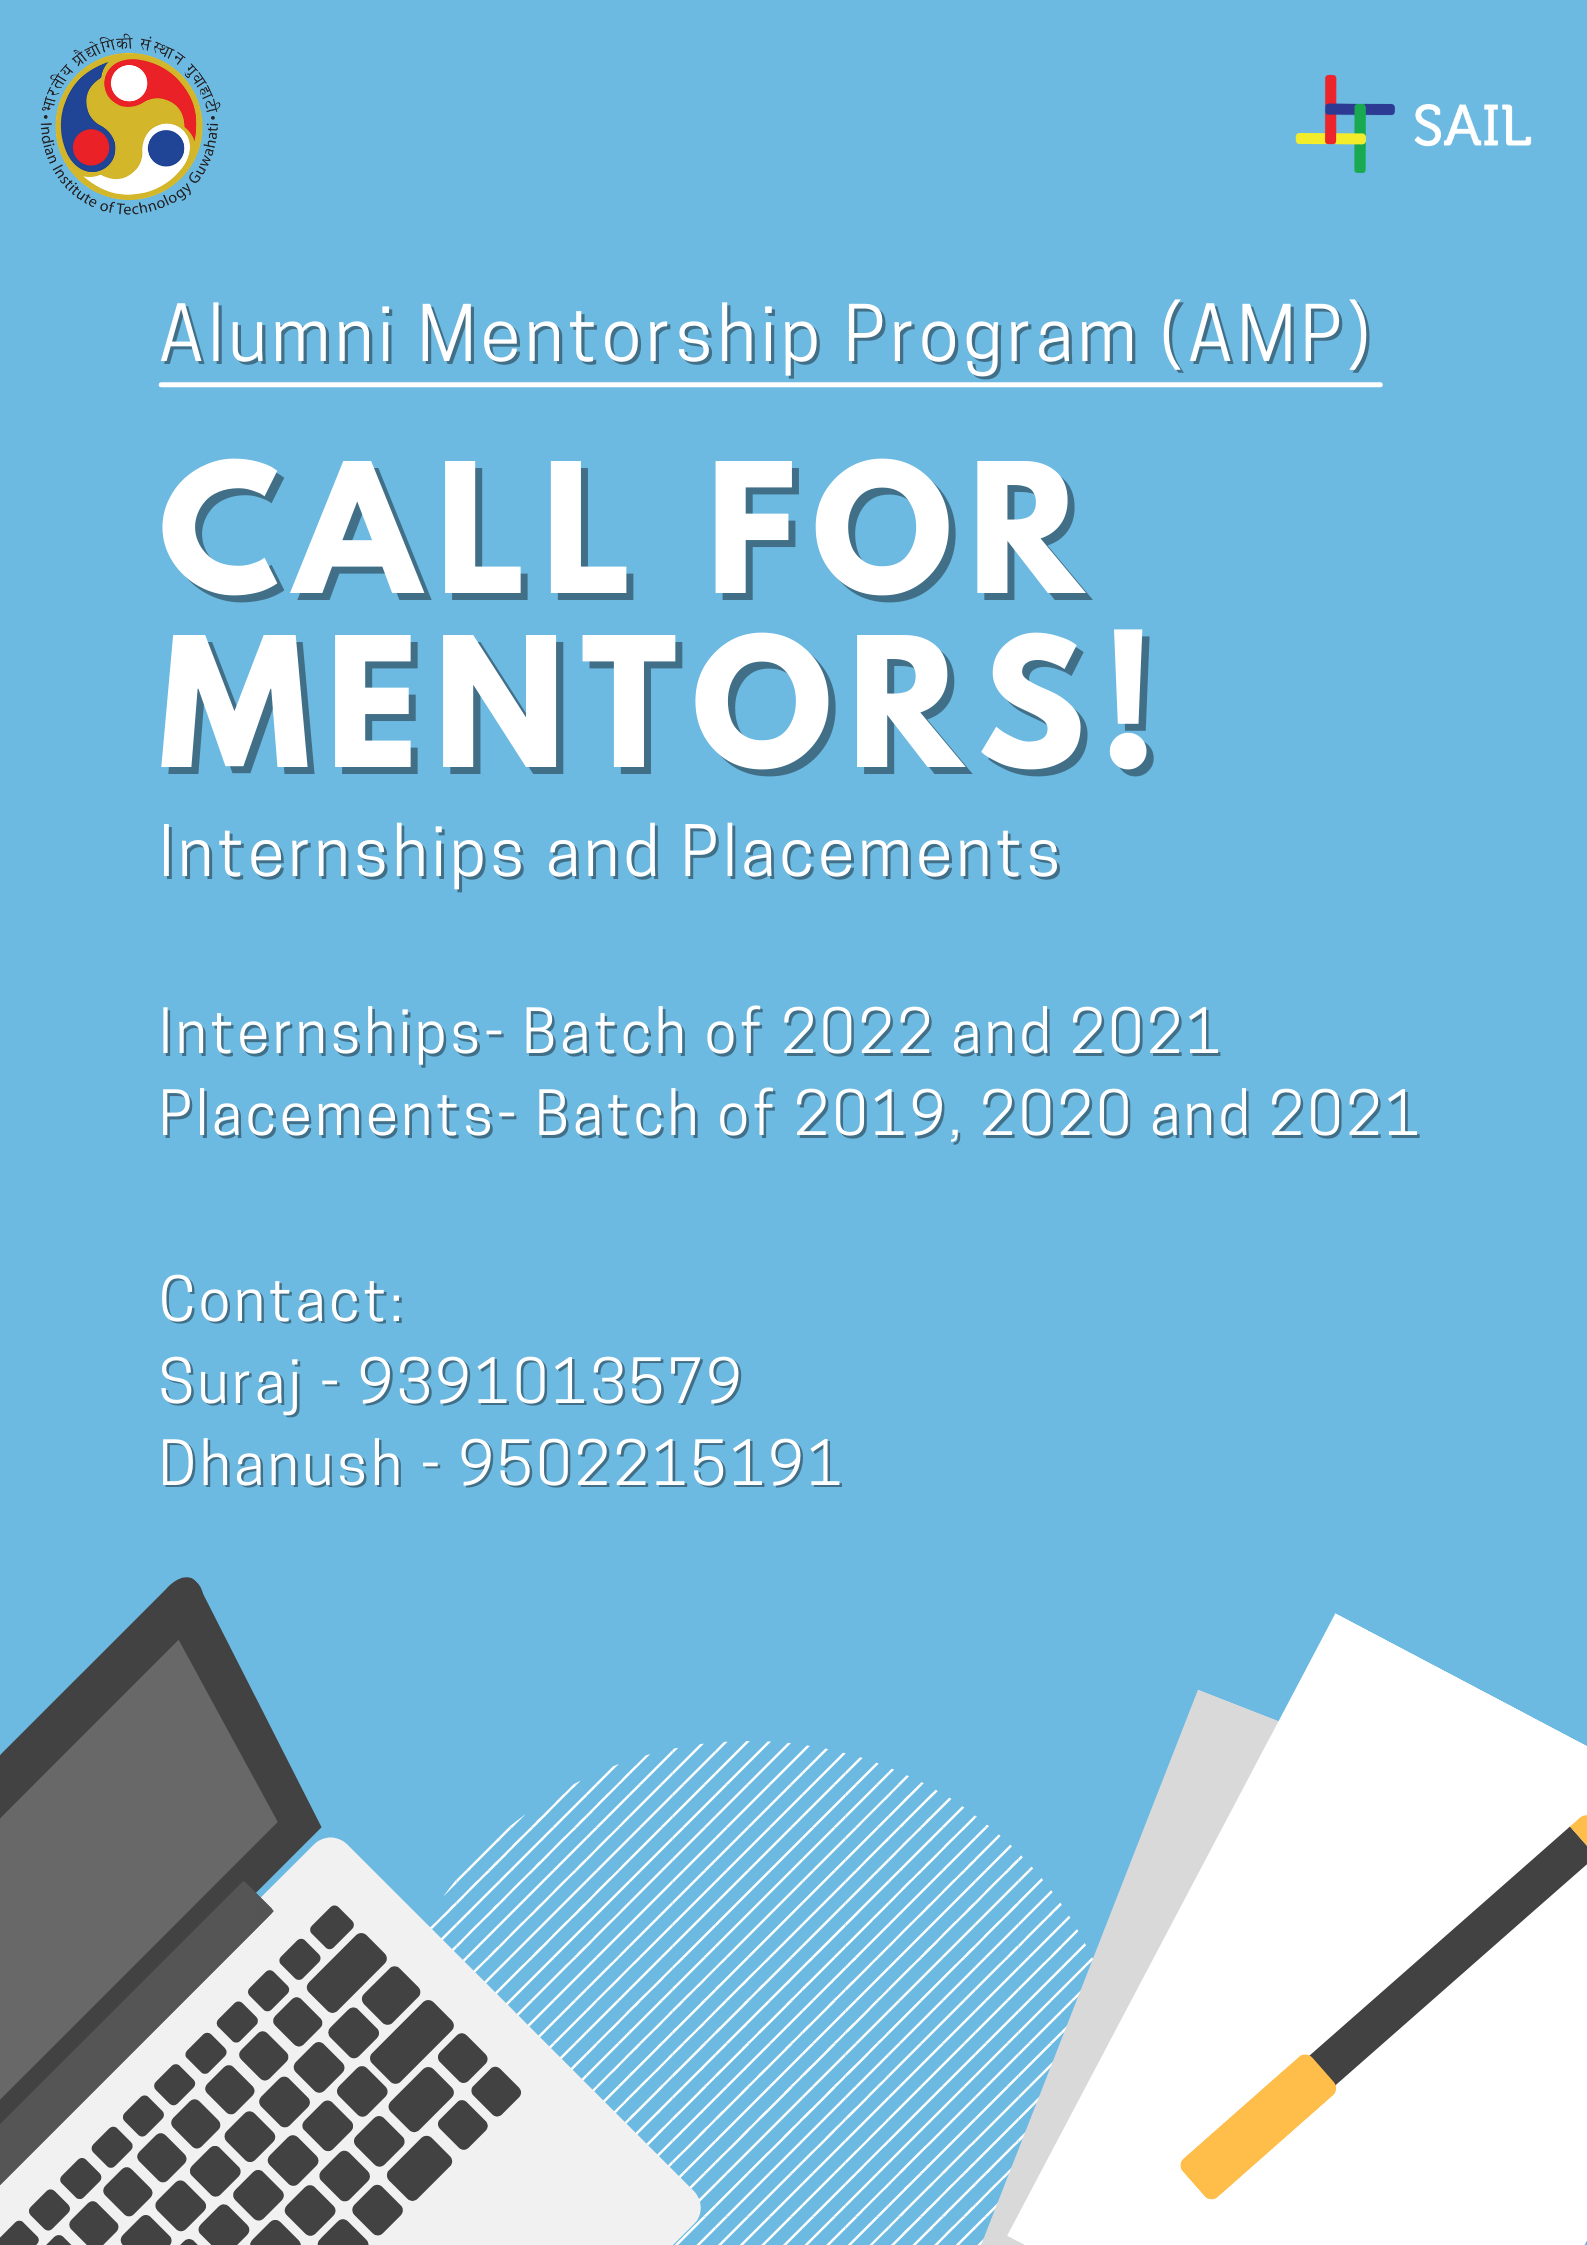 भारतीय प्रौद्योगिकी संस्थान गुवाहाटी
Indian Institute of Technology Guwahati
SAIL
Alumni Mentorship Program (AMP)
CALL FOR
MENTORS!
Internships and Placements
Internships- Batch of 2022 and 2021
Placements- Batch of 2019, 2020 and 2021
Contact:
Suraj - 9391013579
Dhanush - 9502215191